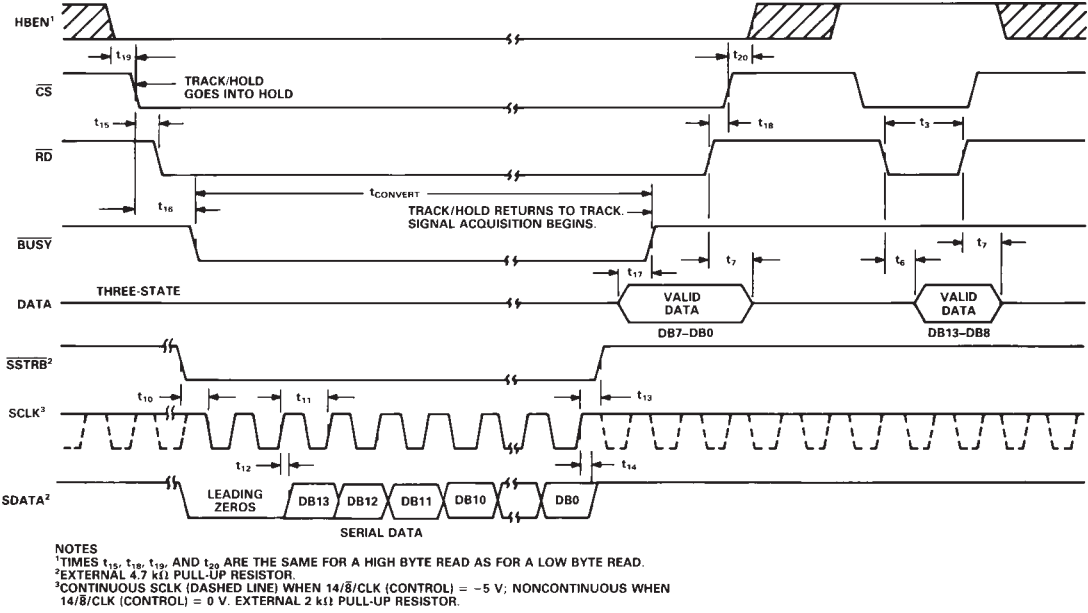 HBEN¹
t₁₉
t₂₀
C̅S̅
TRACK/HOLD
GOES INTO HOLD
t₁₅
t₁₈
t₃
R̅D̅
tCONVERT
t₁₆
TRACK/HOLD RETURNS TO TRACK.
SIGNAL ACQUISITION BEGINS.
B̅U̅S̅Y̅
t₁₇
t₇
t₆
t₇
THREE-STATE
DATA
VALID
DATA
VALID
DATA
DB7–DB0
DB13–DB8
S̅S̅T̅R̅B̅²
t₁₀
t₁₁
t₁₃
SCLK³
t₁₂
t₁₄
SDATA²
LEADING
ZEROS
DB13
DB12
DB11
DB10
DB0
SERIAL DATA
NOTES
¹TIMES t₁₅, t₁₈, t₁₉, AND t₂₀ ARE THE SAME FOR A HIGH BYTE READ AS FOR A LOW BYTE READ.
²EXTERNAL 4.7 kΩ PULL-UP RESISTOR.
³CONTINUOUS SCLK (DASHED LINE) WHEN 14/8̅/CLK (CONTROL) = −5 V; NONCONTINUOUS WHEN
14/8̅/CLK (CONTROL) = 0 V. EXTERNAL 2 kΩ PULL-UP RESISTOR.